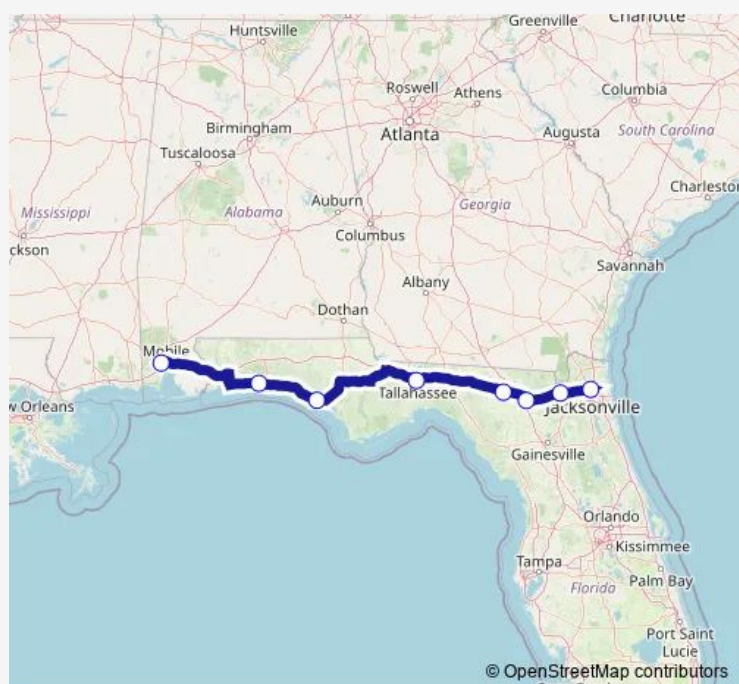 Greenville
Charlotte
Huntsville
Roswell
Athens
Columbia
Atlanta
Birmingham
Augusta
South Carolina
Tuscaloosa
Auburn
Charleston
Mississippi
Alabama
Georgia
Columbus
ckson
Savannah
Albany
Dothan
Mobile
Tallahassee
ew Orleans
Jacksonville
Gainesville
Orlando
Kissimmee
Tampa
Palm Bay
Florida
Port Saint
Lucie
© OpenStreetMap contributors